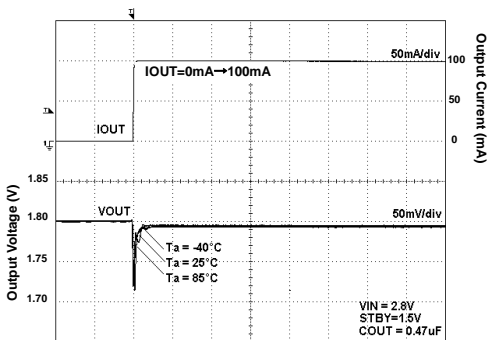 50mA/div
IOUT=0mA→100mA
IOUT
100
50
0
Output Current (mA)
1.85
1.80
1.75
1.70
Output Voltage (V)
VOUT
50mV/div
Ta = -40°C
Ta = 25°C
Ta = 85°C
VIN = 2.8V
STBY=1.5V
COUT = 0.47uF